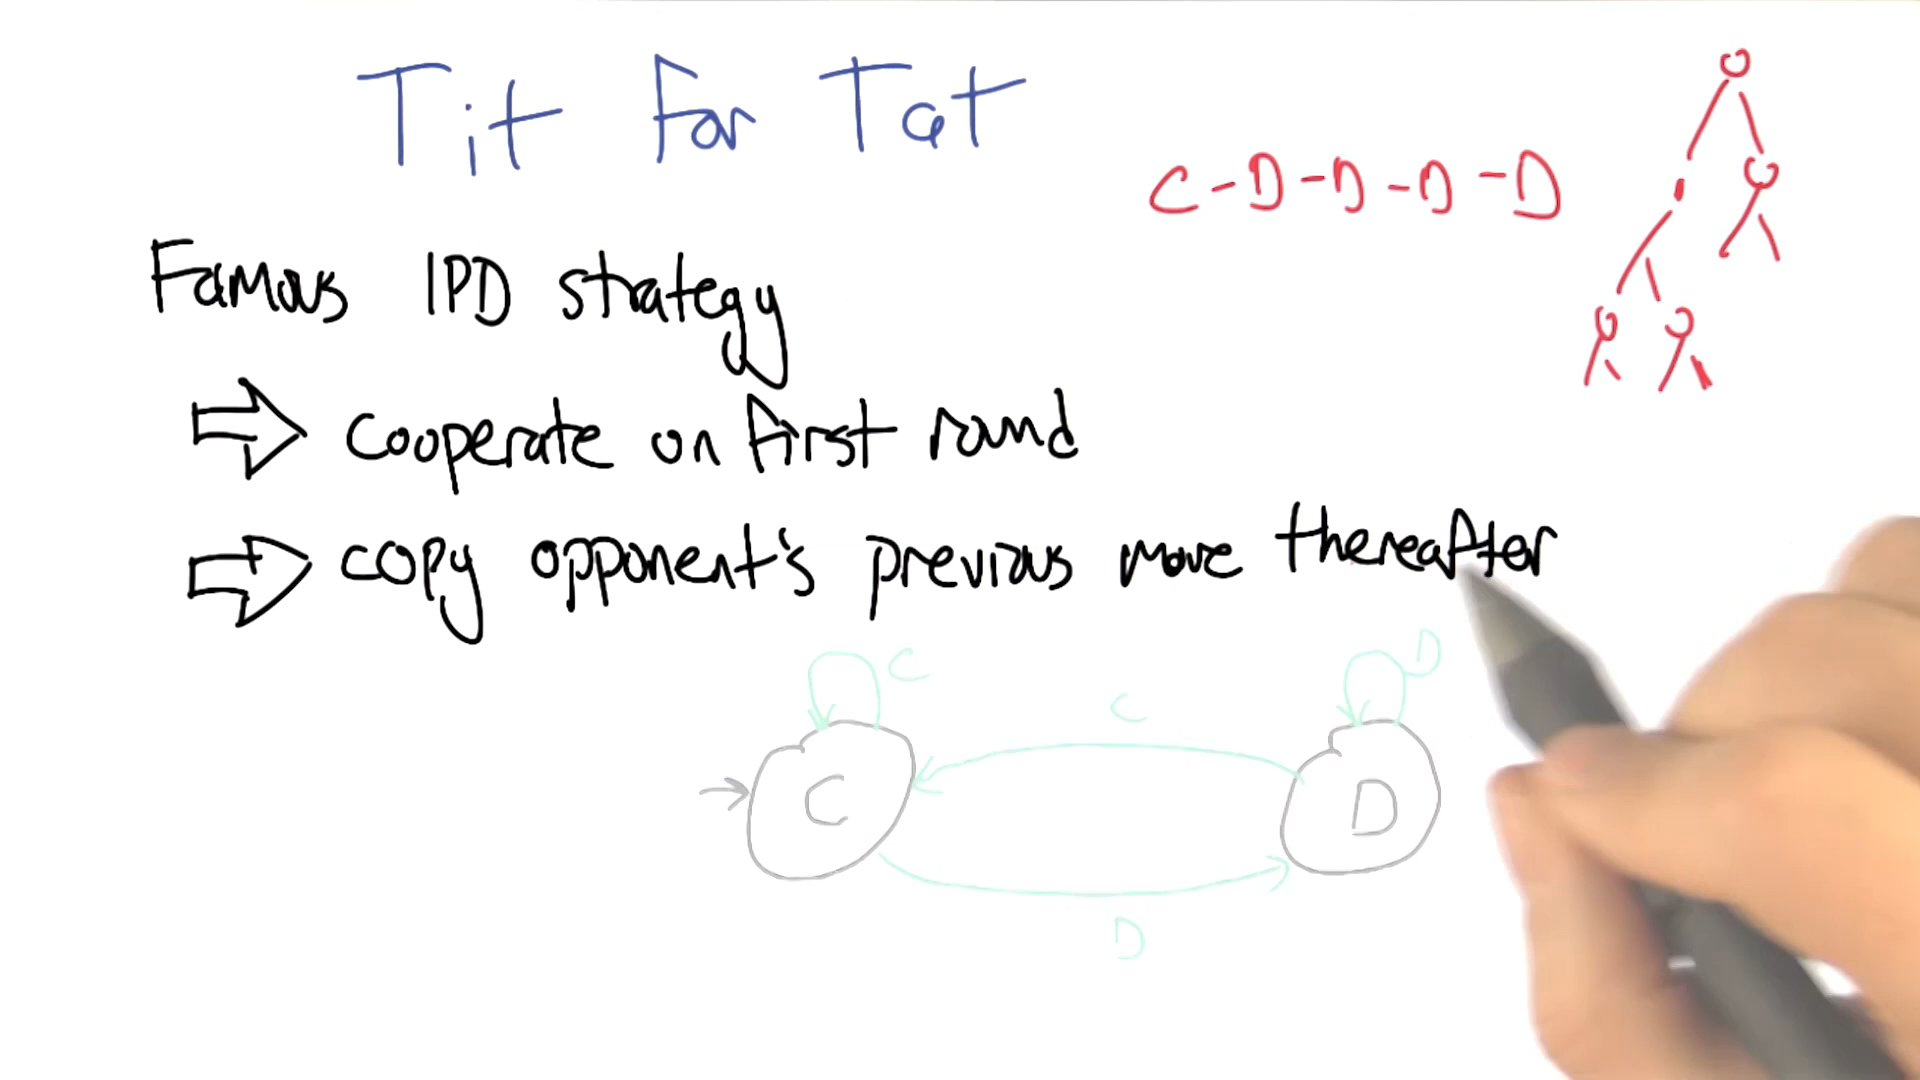 Tit for Tat
C-D-D-D-D
Famous IPD strategy
⇒ cooperate on first round
⇒ copy opponent's previous move thereafter
C D
C
C D
D